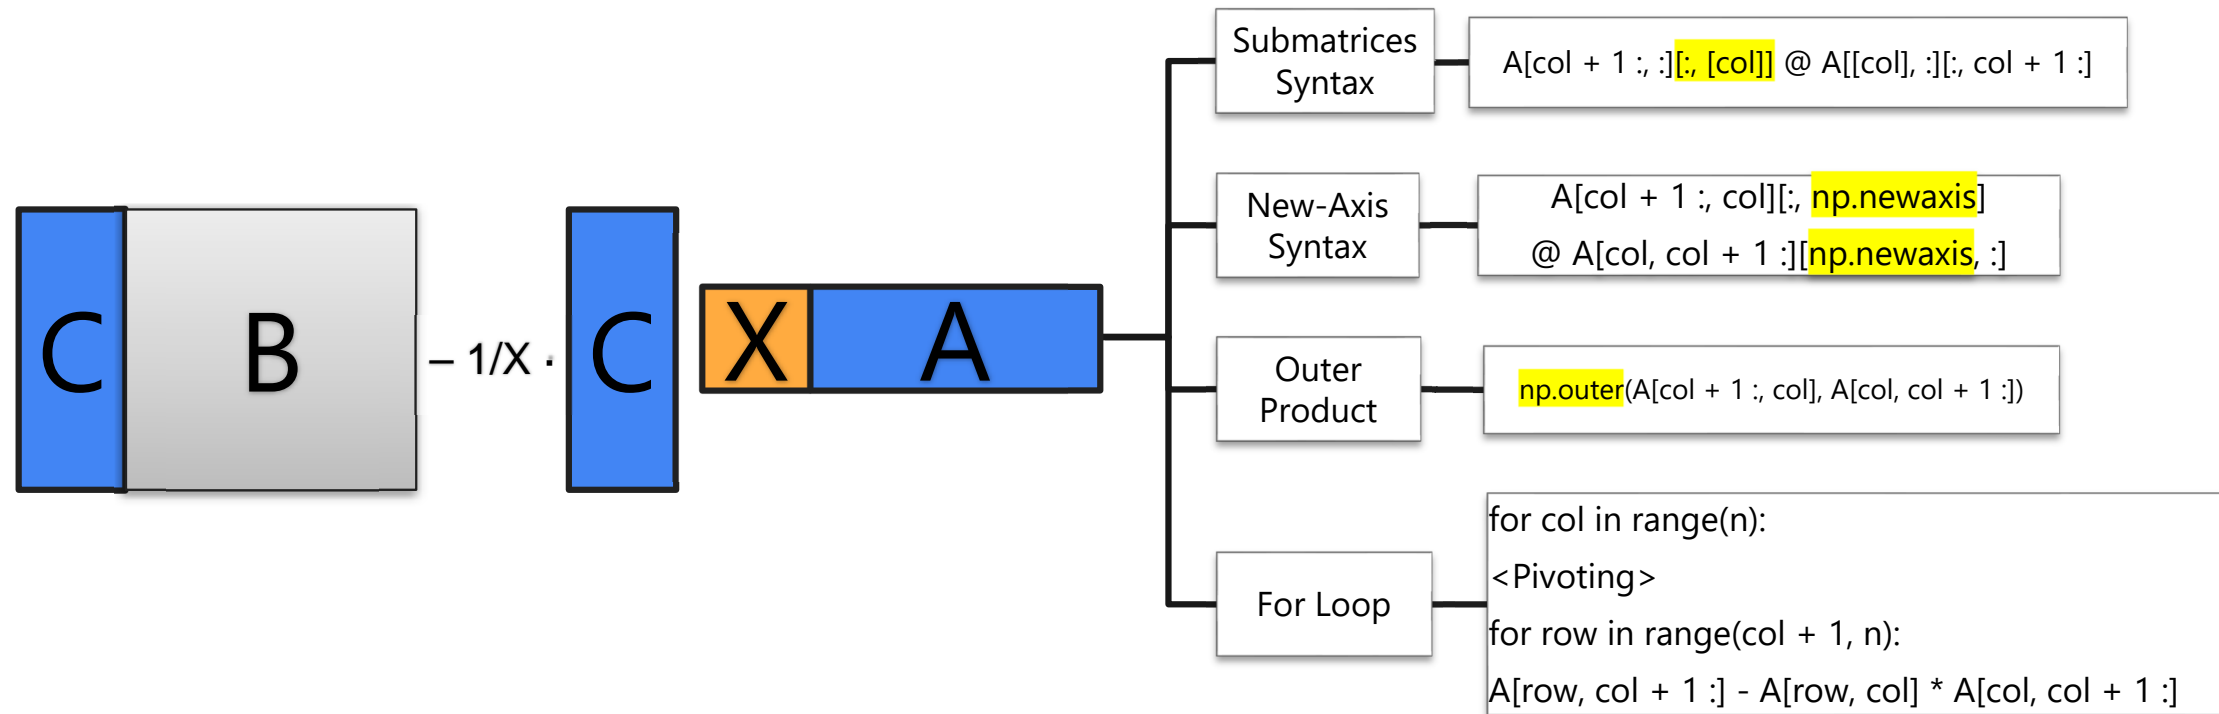 C
B
– 1/X ·
C
X
A
Submatrices
Syntax
A[col + 1 :, :][:, [col]] @ A[[col], :][:, col + 1 :]
New-Axis
Syntax
A[col + 1 :, col][:, np.newaxis]
@ A[col, col + 1 :][np.newaxis, :]
Outer
Product
np.outer(A[col + 1 :, col], A[col, col + 1 :])
For Loop
for col in range(n):
<Pivoting>
for row in range(col + 1, n):
A[row, col + 1 :] - A[row, col] * A[col, col + 1 :]